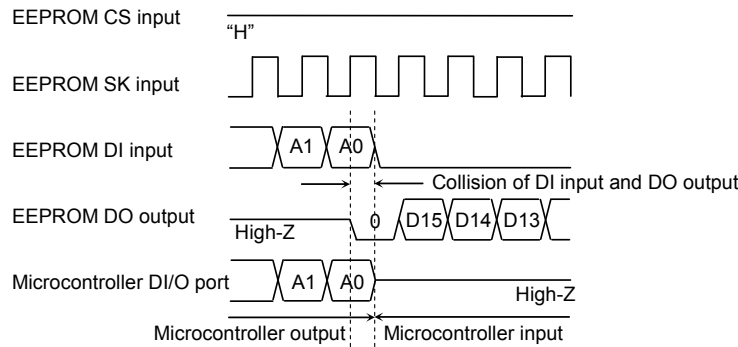 EEPROM CS input
“H”
EEPROM SK input
EEPROM DI input
A1 A0
Collision of DI input and DO output
EEPROM DO output
High-Z
0 D15 D14 D13
Microcontroller DI/O port
A1 A0
High-Z
Microcontroller output Microcontroller input